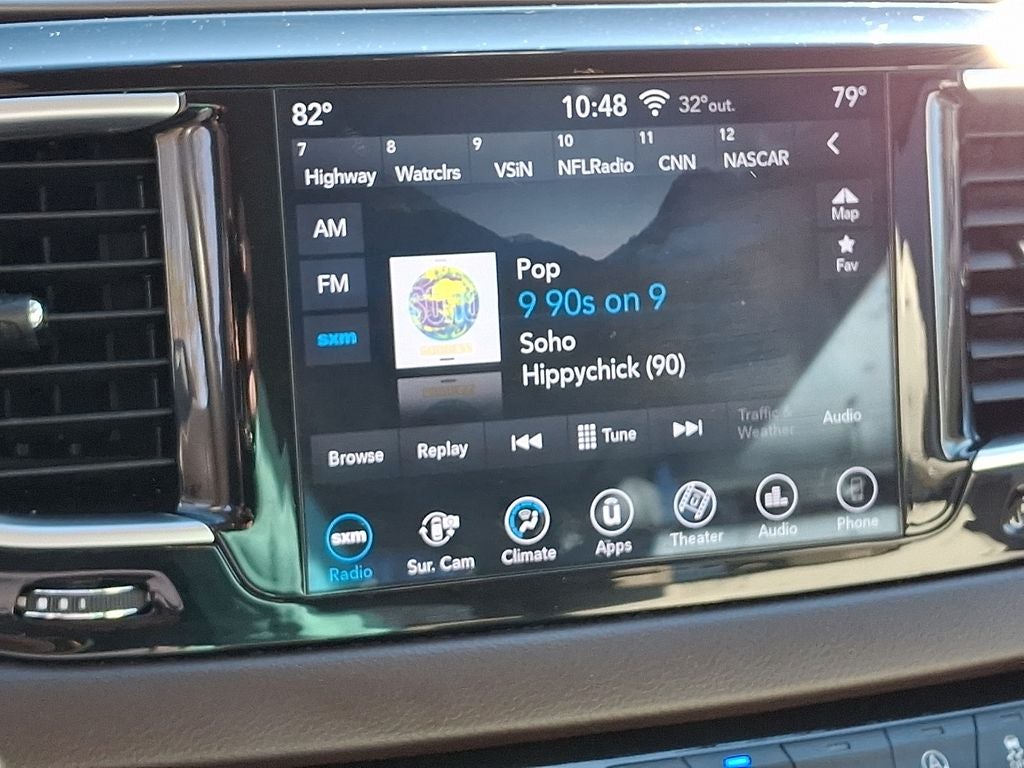 82° 10:48 32°out. 79°
7 8 9 10 11 12
Highway Watrclrs VSiN NFLRadio CNN NASCAR
AM
Map
FM
Fav
sxm
Pop
9 90s on 9
Soho
Hippychick (90)
SOHO
GODDESS
Browse Replay Tune Traffic & Weather Audio
sxm
Radio Sur. Cam Climate Apps Theater Audio Phone